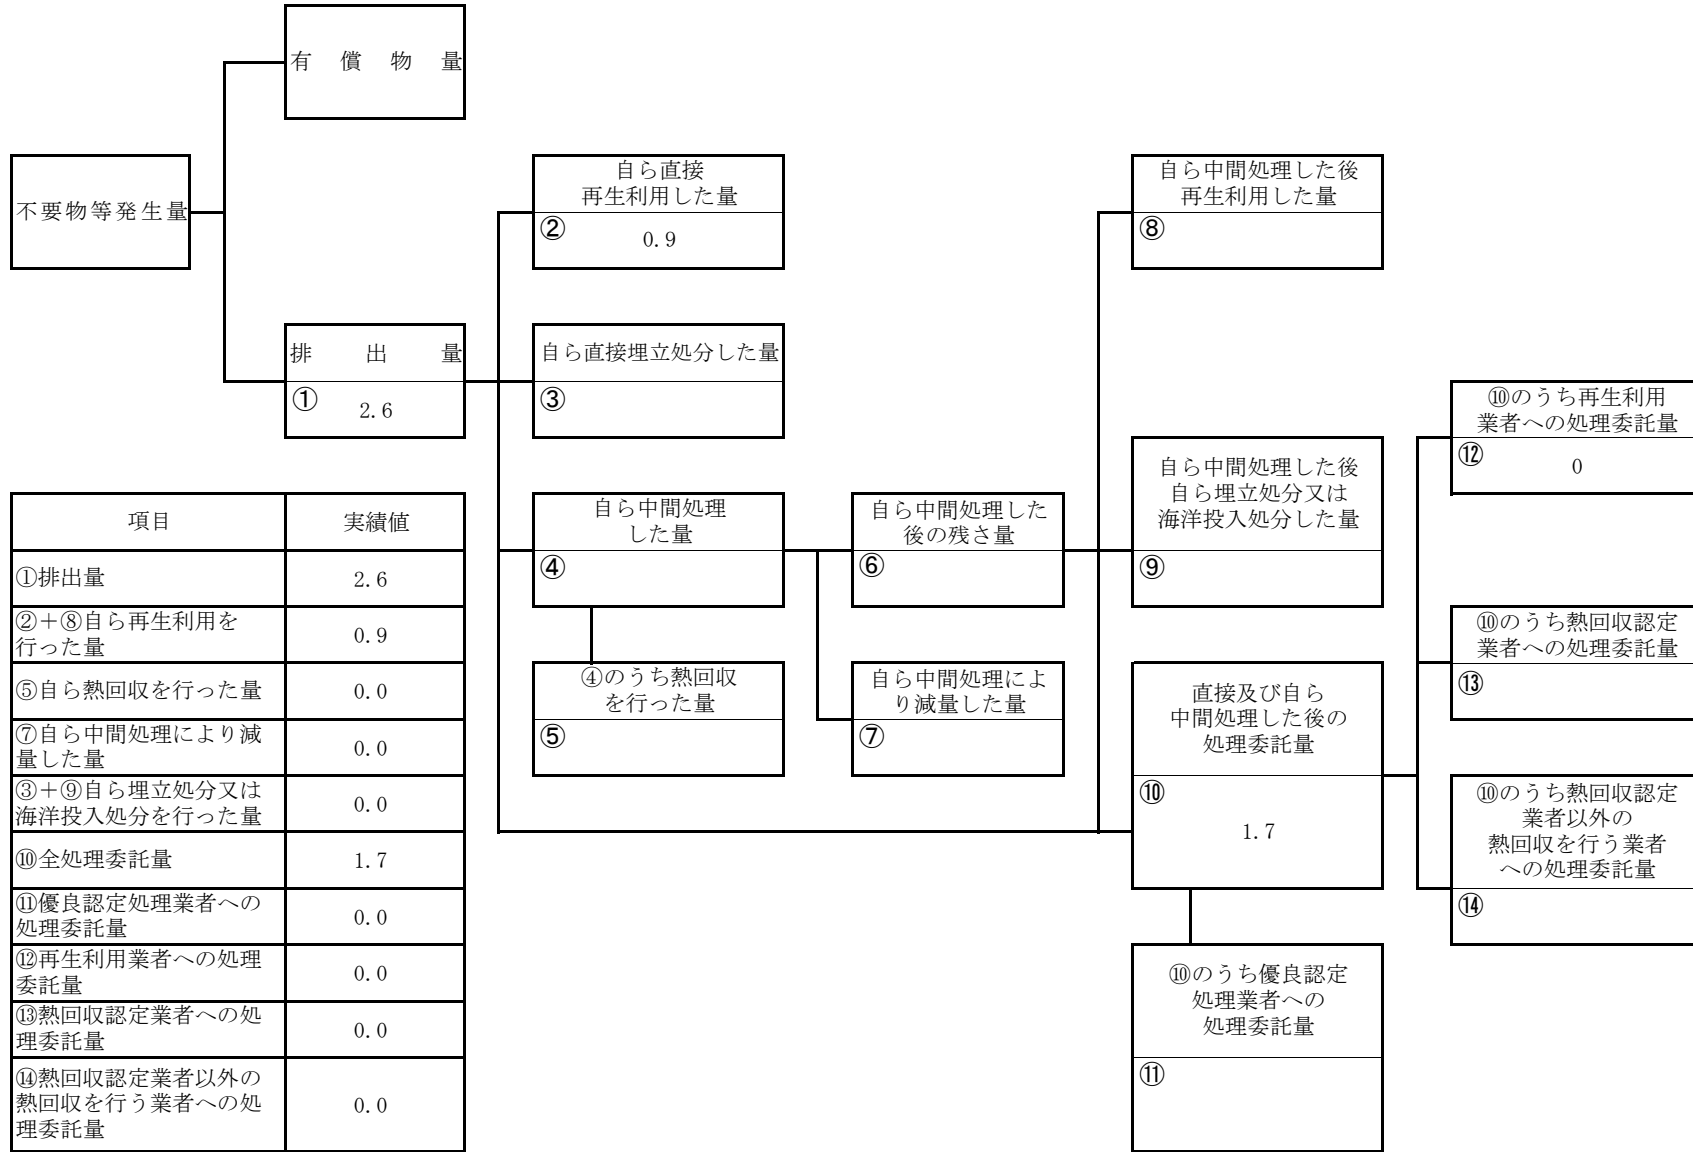 有償物量
不要物等発生量
自ら直接
再生利用した量
②
0.9
自ら中間処理した後
再生利用した量
⑧
排出量
①
2.6
自ら直接埋立処分した量
③
⑩のうち再生利用
業者への処理委託量
⑫
0
自ら中間処理した後
自ら埋立処分又は
海洋投入処分した量
⑨
自ら中間処理
した量
④
自ら中間処理した
後の残さ量
⑥
⑩のうち熱回収認定
業者への処理委託量
⑬
④のうち熱回収
を行った量
⑤
自ら中間処理によ
り減量した量
⑦
直接及び自ら
中間処理した後の
処理委託量
⑩
1.7
⑩のうち熱回収認定
業者以外の
熱回収を行う業者
への処理委託量
⑭
⑩のうち優良認定
処理業者への
処理委託量
⑪
項目 実績値
①排出量 2.6
②+⑧自ら再生利用を
行った量 0.9
⑤自ら熱回収を行った量 0.0
⑦自ら中間処理により減
量した量 0.0
③+⑨自ら埋立処分又は
海洋投入処分を行った量 0.0
⑩全処理委託量 1.7
⑪優良認定処理業者への
処理委託量 0.0
⑫再生利用業者への処理
委託量 0.0
⑬熱回収認定業者への処
理委託量 0.0
⑭熱回収認定業者以外の
熱回収を行う業者への処
理委託量 0.0